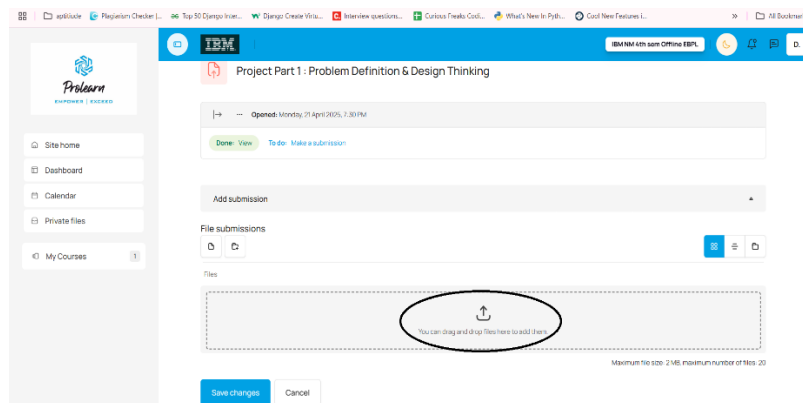 aptitude
Plagiarism Checker |...
Top 50 Django Inter...
Django Create Virtu...
Interview questions...
Curious Freaks Codi...
What's New In Pyth...
Cool New Features i...
»
All Bookmar
IBM
IBM NM 4th sem Offline EBPL
D.
Project Part 1 : Problem Definition & Design Thinking
Prolearn
EMPOWER | EXCEED
Opened: Monday, 21 April 2025, 7:30 PM
Done: View To do: Make a submission
Site home
Dashboard
Calendar
Private files
My Courses 1
Add submission
File submissions
Files
You can drag and drop files here to add them.
Maximum file size: 2 MB, maximum number of files: 20
Save changes Cancel